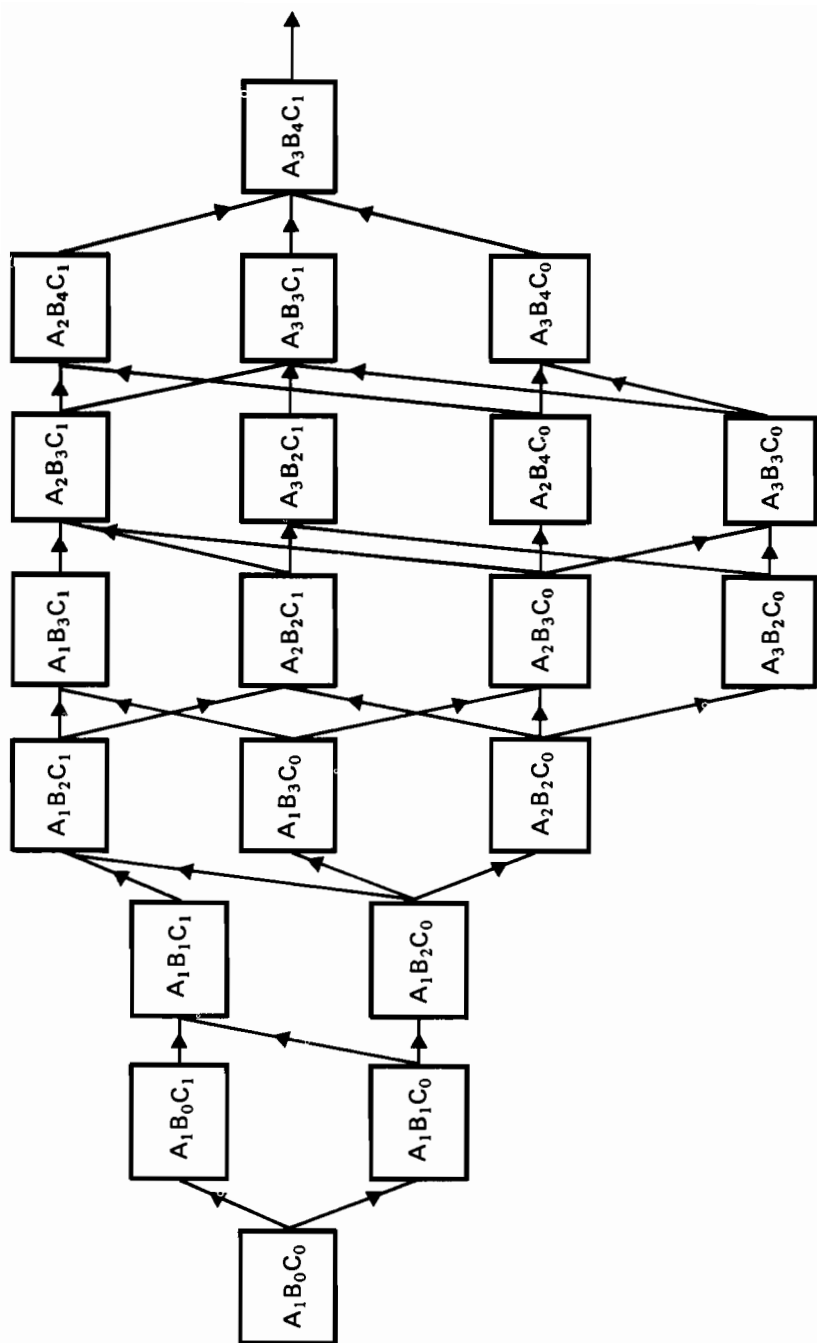 A₃B₄C₁
A₂B₄C₁
A₃B₃C₁
A₃B₄C₀
A₂B₃C₁
A₃B₂C₁
A₂B₄C₀
A₃B₃C₀
A₁B₃C₁
A₂B₂C₁
A₂B₃C₀
A₃B₂C₀
A₁B₂C₁
A₁B₃C₀
A₂B₂C₀
A₁B₁C₁
A₁B₂C₀
A₁B₀C₁
A₁B₁C₀
A₁B₀C₀